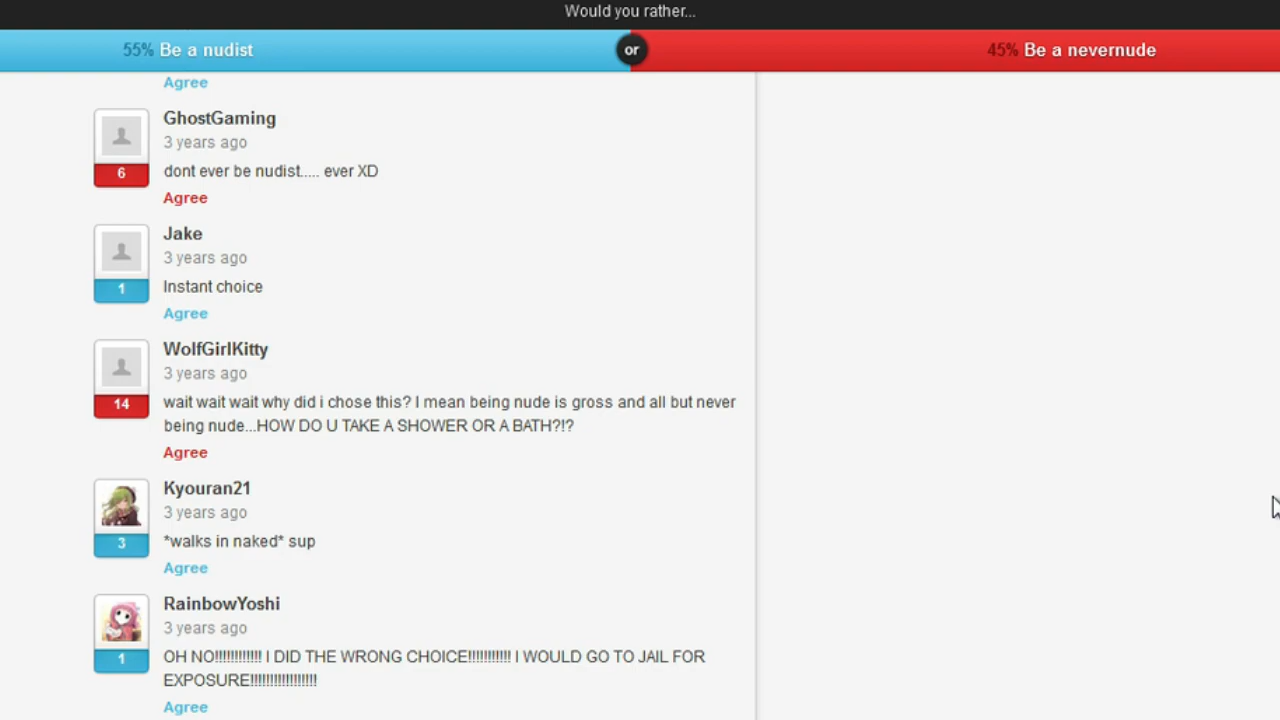 Would you rather...
55% Be a nudist
or
45% Be a nevernude
Agree
GhostGaming
3 years ago
6
dont ever be nudist..... ever XD
Agree
Jake
3 years ago
1
Instant choice
Agree
WolfGirlKitty
3 years ago
14
wait wait wait why did i chose this? I mean being nude is gross and all but never
being nude...HOW DO U TAKE A SHOWER OR A BATH?!?
Agree
Kyouran21
3 years ago
3
*walks in naked* sup
Agree
RainbowYoshi
3 years ago
1
OH NO!!!!!!!!!!!! I DID THE WRONG CHOICE!!!!!!!!!!! I WOULD GO TO JAIL FOR
EXPOSURE!!!!!!!!!!!!!!!!!
Agree